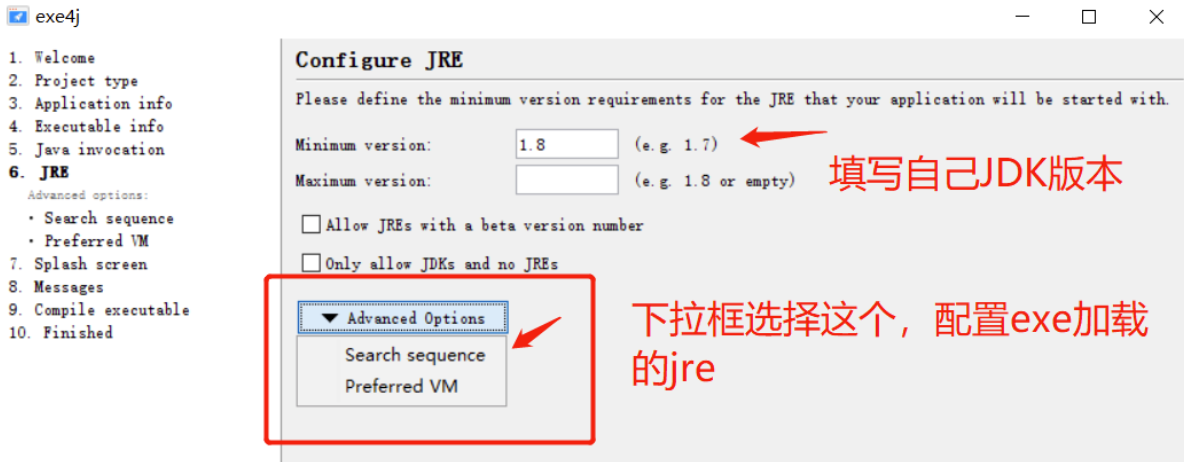 exe4j
1. Welcome
2. Project type
3. Application info
4. Executable info
5. Java invocation
6. JRE
Advanced options:
• Search sequence
• Preferred VM
7. Splash screen
8. Messages
9. Compile executable
10. Finished
Configure JRE
Please define the minimum version requirements for the JRE that your application will be started with.
Minimum version: 1.8 (e.g. 1.7)
Maximum version: (e.g. 1.8 or empty)
填写自己JDK版本
Allow JREs with a beta version number
Only allow JDKs and no JREs
Advanced Options
Search sequence
Preferred VM
下拉框选择这个，配置exe加载
的jre